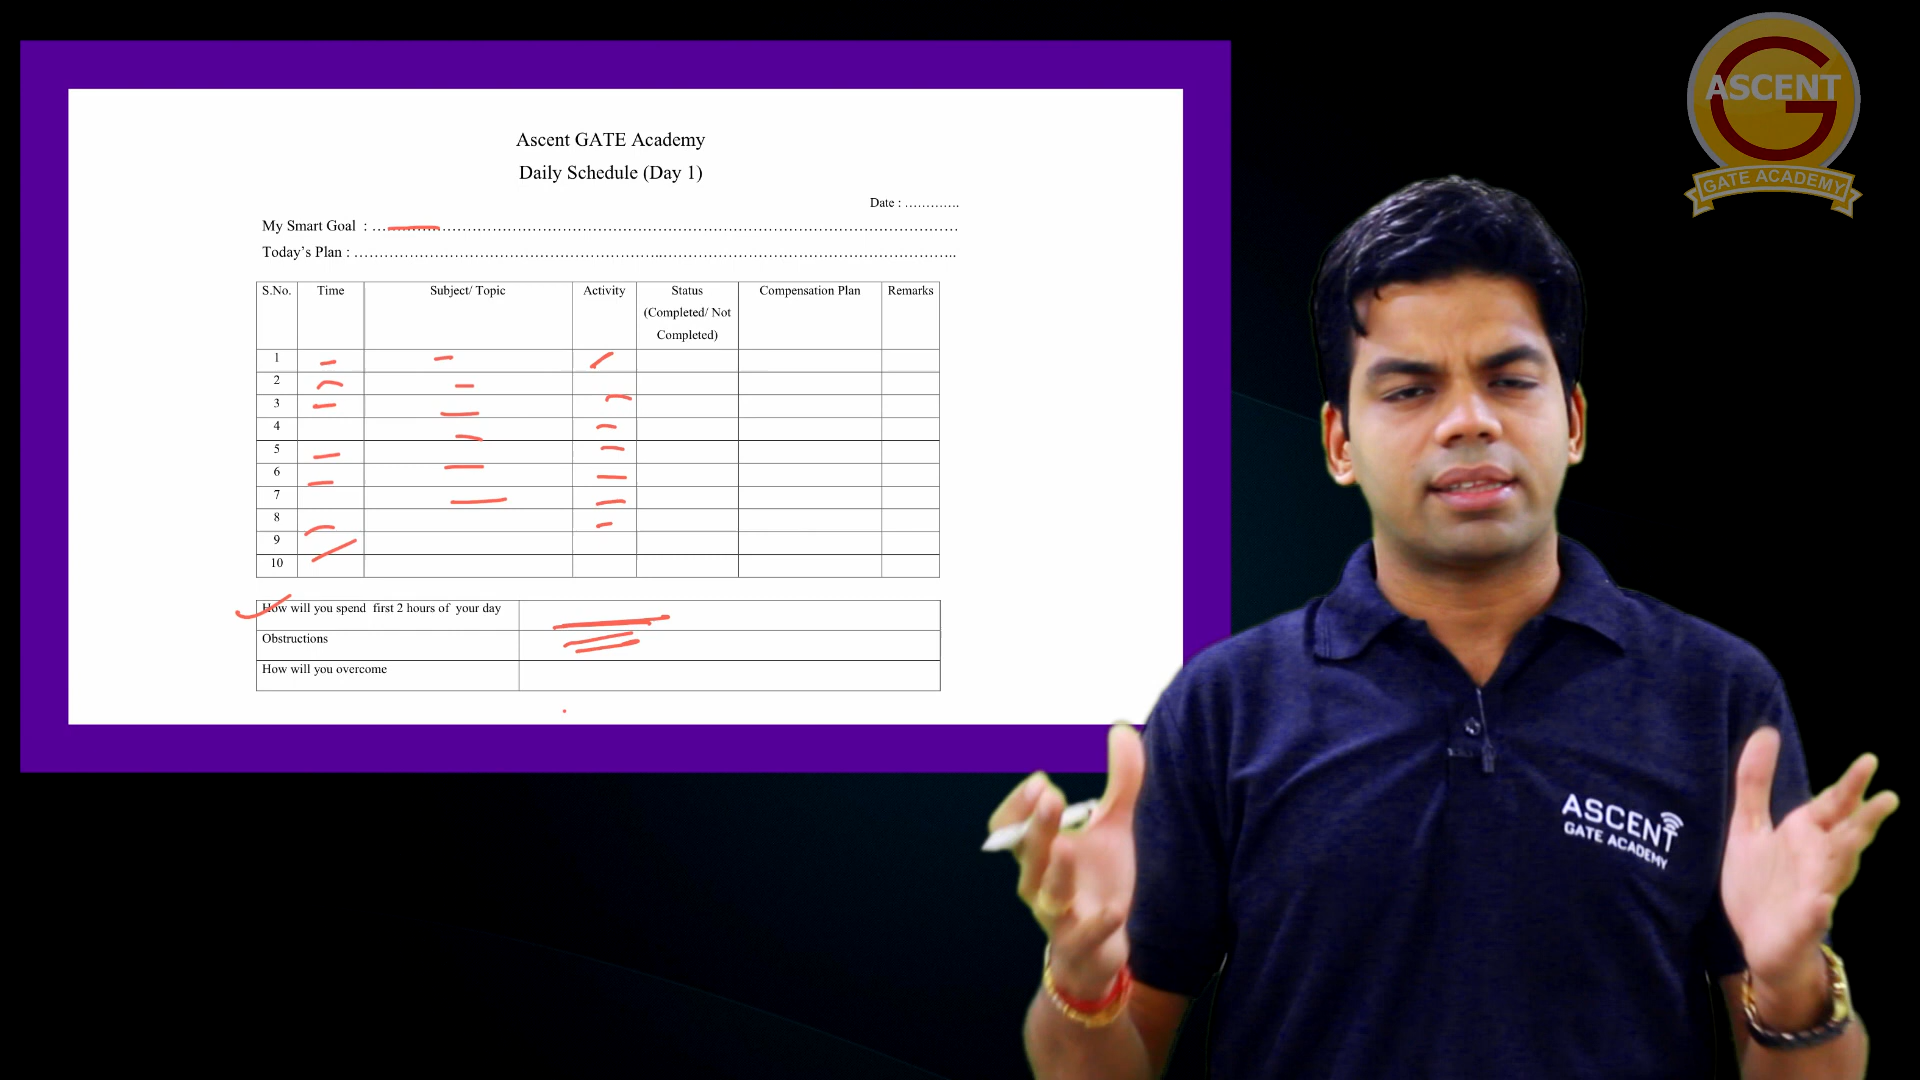 Ascent GATE Academy
Daily Schedule (Day 1)
Date : ………….
My Smart Goal : ……………………………………………………………………………………
Today's Plan : ……………………………………………………..…………………………………………………..
S.No. Time Subject/ Topic Activity Status (Completed/ Not Completed) Compensation Plan Remarks
1
2
3
4
5
6
7
8
9
10
How will you spend first 2 hours of your day
Obstructions
How will you overcome
ASCENT
GATE ACADEMY
ASCENT
GATE ACADEMY